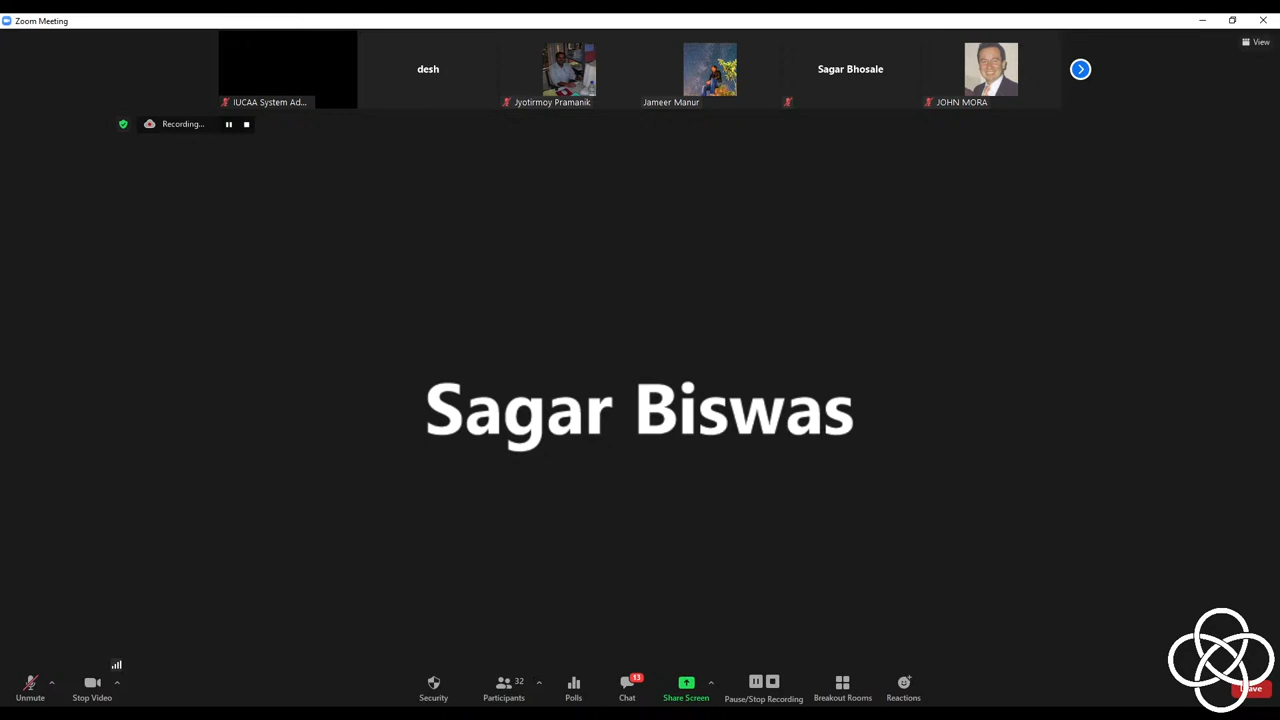 Zoom Meeting
View
desh
Sagar Bhosale
IUCAA System Ad...
Jyotirmoy Pramanik
Jameer Manur
JOHN MORA
Recording...
Sagar Biswas
Unmute
Stop Video
Security
32
Participants
Polls
13
Chat
Share Screen
Pause/Stop Recording
Breakout Rooms
Reactions